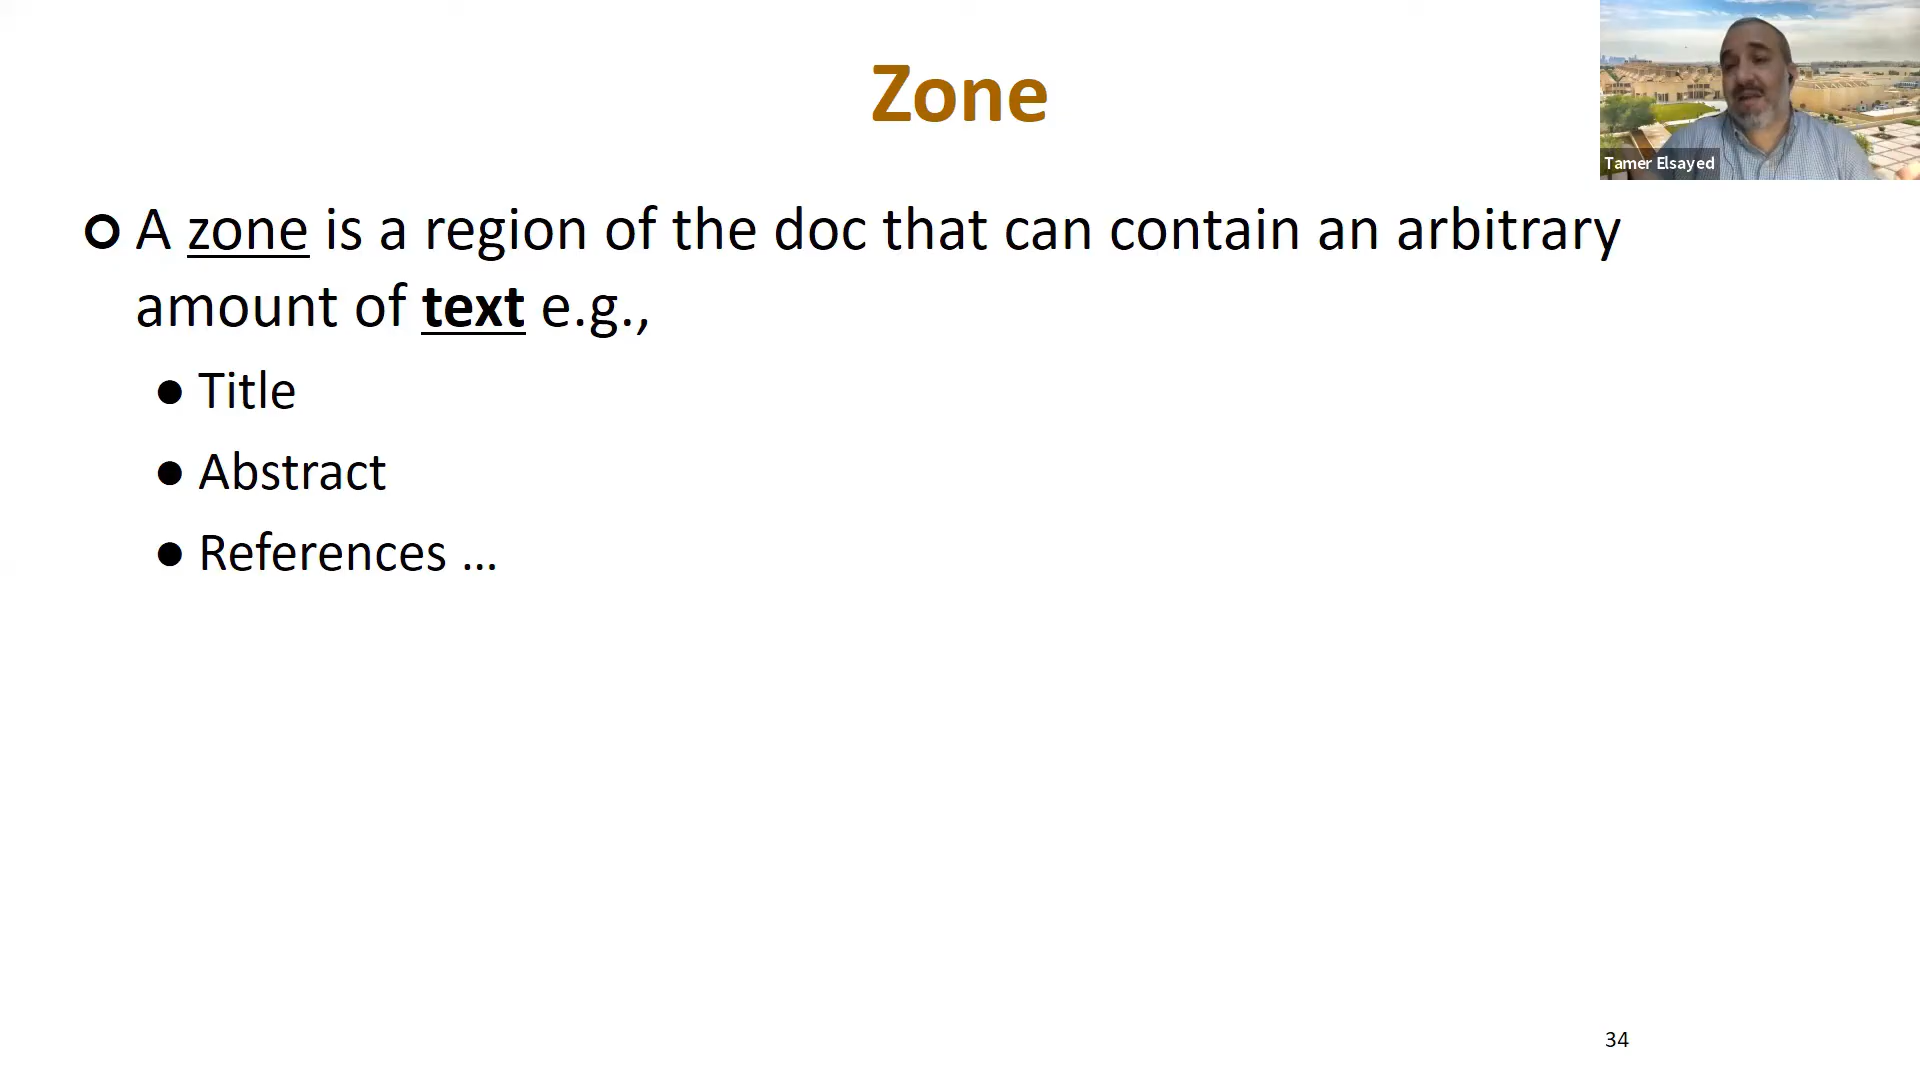 Zone
Tamer Elsayed
A zone is a region of the doc that can contain an arbitrary
amount of text e.g.,
● Title
● Abstract
● References ...
34